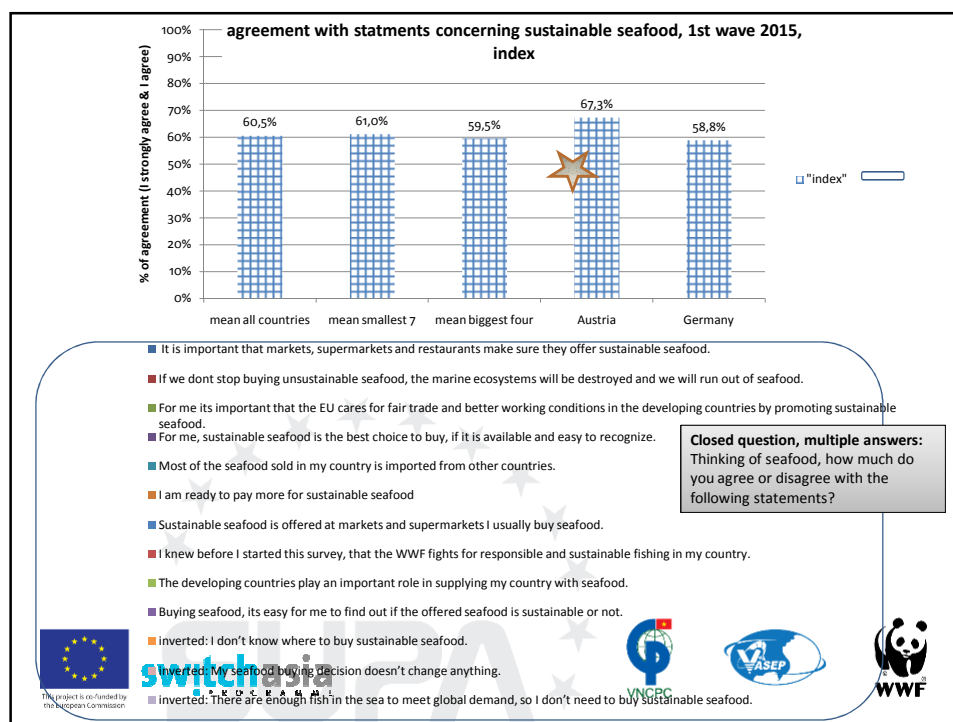 agreement with statments concerning sustainable seafood, 1st wave 2015,
index
% of agreement (I strongly agree & I agree)
100%
90%
80%
70%
60%
50%
40%
30%
20%
10%
0%
60,5%
61,0%
59,5%
67,3%
58,8%
mean all countries
mean smallest 7
mean biggest four
Austria
Germany
"index"
It is important that markets, supermarkets and restaurants make sure they offer sustainable seafood.
If we dont stop buying unsustainable seafood, the marine ecosystems will be destroyed and we will run out of seafood.
For me its important that the EU cares for fair trade and better working conditions in the developing countries by promoting sustainable
seafood.
For me, sustainable seafood is the best choice to buy, if it is available and easy to recognize.
Most of the seafood sold in my country is imported from other countries.
I am ready to pay more for sustainable seafood
Sustainable seafood is offered at markets and supermarkets I usually buy seafood.
I knew before I started this survey, that the WWF fights for responsible and sustainable fishing in my country.
The developing countries play an important role in supplying my country with seafood.
Buying seafood, its easy for me to find out if the offered seafood is sustainable or not.
inverted: I don't know where to buy sustainable seafood.
inverted: My seafood buying decision doesn't change anything.
inverted: There are enough fish in the sea to meet global demand, so I don't need to buy sustainable seafood.
Closed question, multiple answers:
Thinking of seafood, how much do
you agree or disagree with the
following statements?
SUPA
This project is co-funded by
the European Commission
switchasia
PROGRAMME
VNCPC
VASEP
WWF